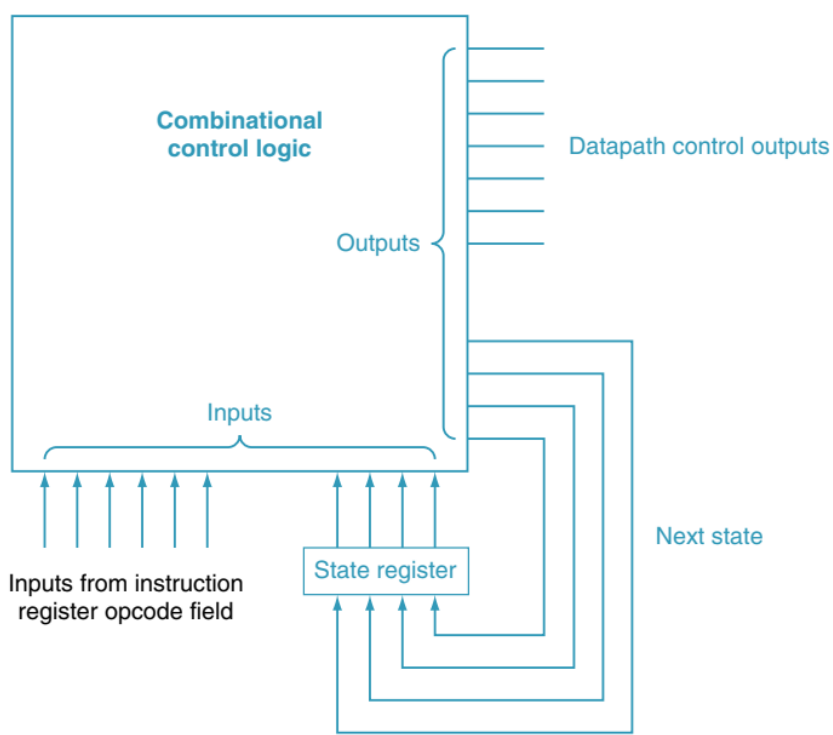 Combinational
control logic
Datapath control outputs
Outputs
Inputs
Inputs from instruction
register opcode field
State register
Next state